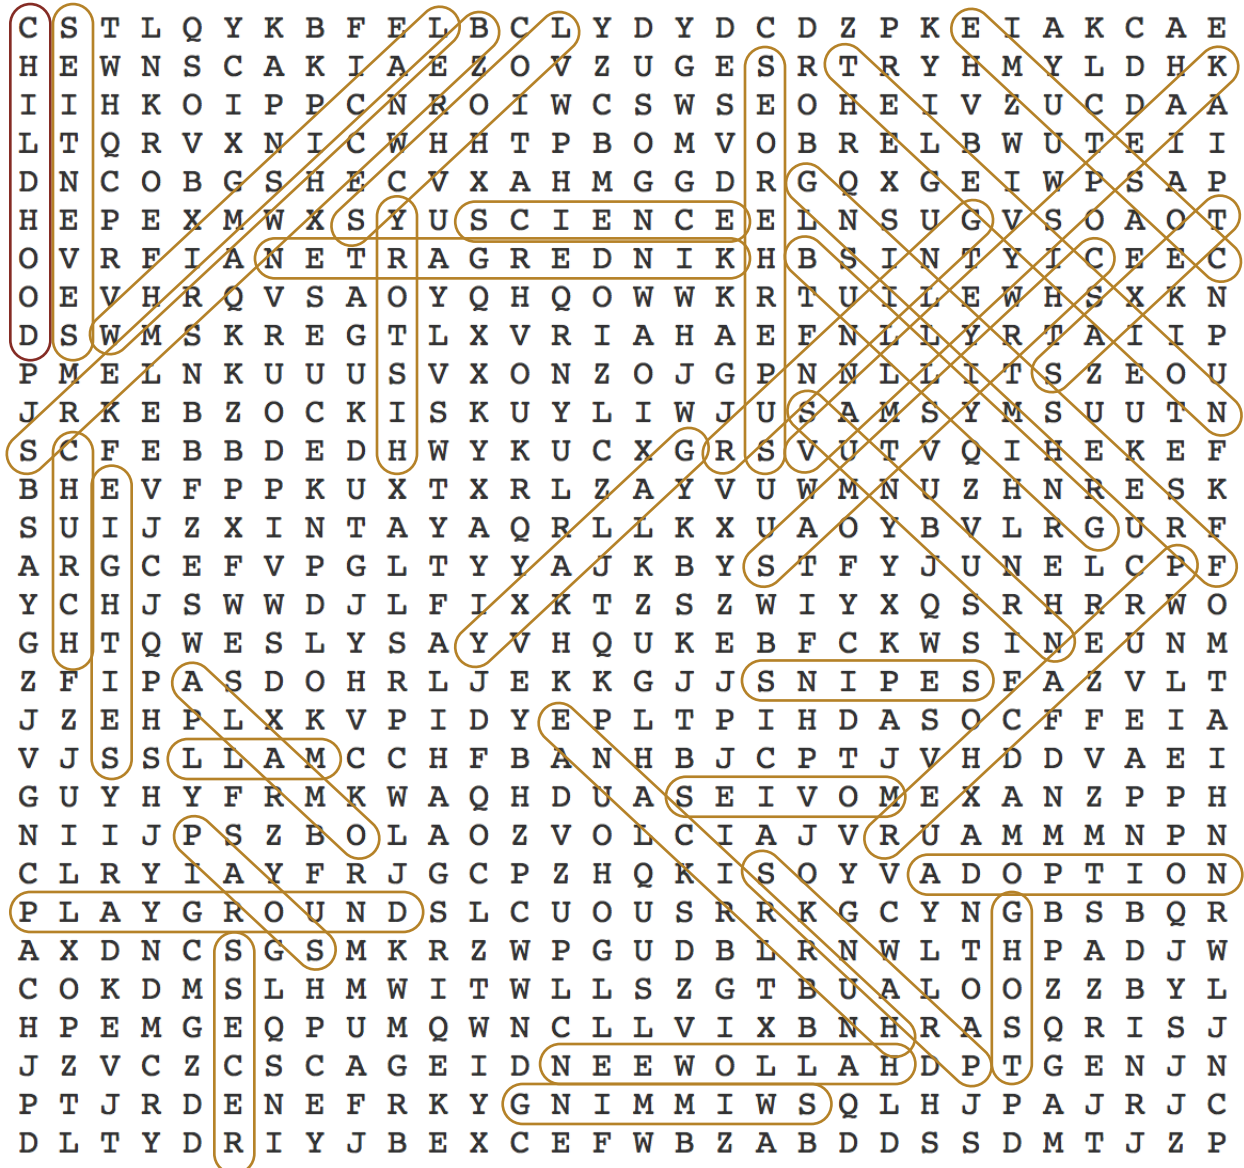 C S T L Q Y K B F E L B C L Y D Y D C D Z P K E I A K C A E
H E W N S C A K I A E Z O V Z U G E S R T R Y H M Y L D H K
I I H K O I P P C N R O I W C S W S E O H E I V Z U C D A A
L T Q R V X N I C W H H T P B O M V O B R E L B W U T E I I
D N C O B G S H E C V X A H M G G D R G Q X G E I W P S A P
H E P E X M W X S Y U S C I E N C E E L N S U G V S O A O T
O V R F I A N E T R A G R E D N I K H B S I N T Y I C E E C
O E V H R Q V S A O Y Q H Q O W W K R T U I L E W H S X K N
D S W M S K R E G T L X V R I A H A E F N L L Y R T A I I P
P M E L N K U U U S V X O N Z O J G P N N L L I T S Z E O U
J R K E B Z O C K I S K U Y L I W J U S A M S Y M S U U T N
S C F E B B D E D H W Y K U C X G R S V U T V Q I H E K E F
B H E V F P P K U X T X R L Z A Y V U W M N U Z H N R E S K
S U I J Z X I N T A Y A Q R L L K X U A O Y B V L R G U R F
A R G C E F V P G L T Y Y A J K B Y S T F Y J U N E L C P F
Y C H J S W W D J L F I X K T Z S Z W I Y X Q S R H R R W O
G H T Q W E S L Y S A Y V H Q U K E B F C K W S I N E U N M
Z F I P A S D O H R L J E K K G J J S N I P E S F A Z V L T
J Z E H P L X K V P I D Y E P L T P I H D A S O C F F E I A
V J S S L L A M C C H F B A N H B J C P T J V H D D V A E I
G U Y H Y F R M K W A Q H D U A S E I V O M E X A N Z P P H
N I I J P S Z B O L A O Z V O L C I A J V R U A M M M N P N
C L R Y I A Y F R J G C P Z H Q K I S O Y V A D O P T I O N
P L A Y G R O U N D S L C U O U S R R K G C Y N G B S B Q R
A X D N C S G S M K R Z W P G U D B L R N W L T H P A D J W
C O K D M S L H M W I T W L L S Z G T B U A L O O Z Z B Y L
H P E M G E Q P U M Q W N C L L V I X B N H R A S Q R I S J
J Z V C Z C S C A G E I D N E E W O L L A H D P T G E N J N
P T J R D E N E F R K Y G N I M M I W S Q L H J P A J R J C
D L T Y D R I Y J B E X C E F W B Z A B D D S S D M T J Z P